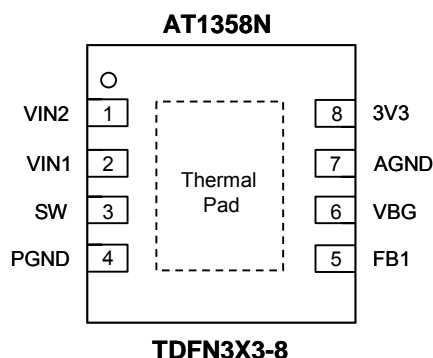 AT1358N
VIN2 1 8 3V3
VIN1 2 7 AGND
Thermal
Pad
SW 3 6 VBG
PGND 4 5 FB1
TDFN3X3-8